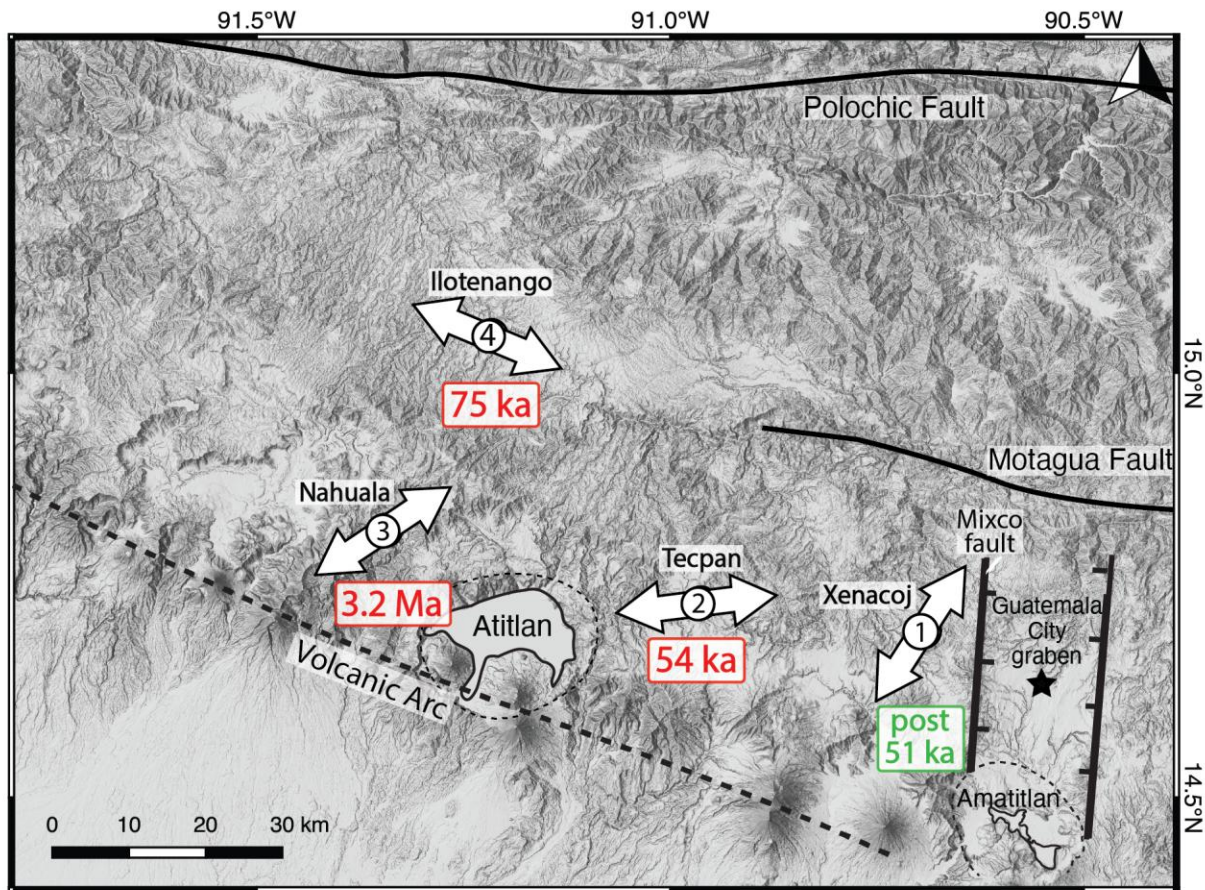 91.5°W
91.0°W
90.5°W
Polochic Fault
Ilotenango
4
75 ka
15.0°N
Motagua Fault
Nahuala
3
3.2 Ma
Mixco
fault
Tecpan
2
54 ka
Xenacoj
1
post
51 ka
Guatemala
City
graben
Atitlan
Volcanic Arc
14.5°N
Amatitlan
0 10 20 30 km